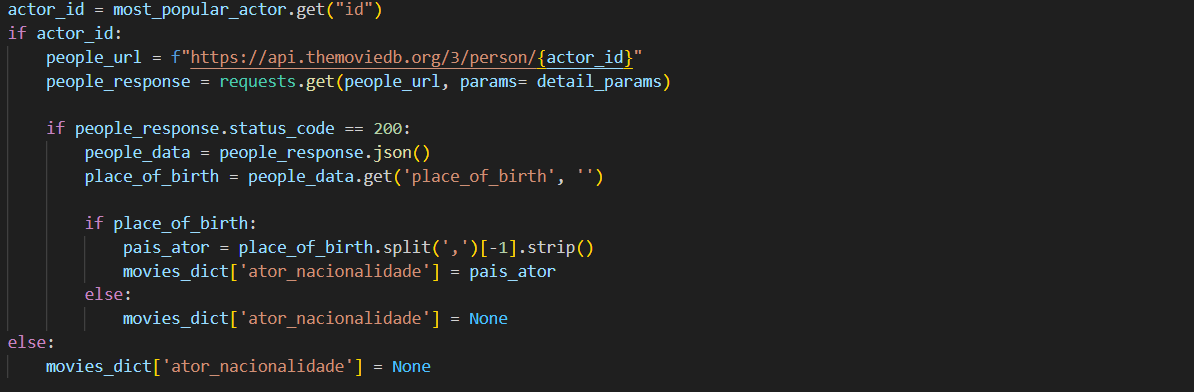 actor_id = most_popular_actor.get("id")
if actor_id:
    people_url = f"https://api.themoviedb.org/3/person/{actor_id}"
    people_response = requests.get(people_url, params= detail_params)
    if people_response.status_code == 200:
        people_data = people_response.json()
        place_of_birth = people_data.get('place_of_birth', '')
        if place_of_birth:
            pais_ator = place_of_birth.split(',')[-1].strip()
            movies_dict['ator_nacionalidade'] = pais_ator
        else:
            movies_dict['ator_nacionalidade'] = None
else:
    movies_dict['ator_nacionalidade'] = None